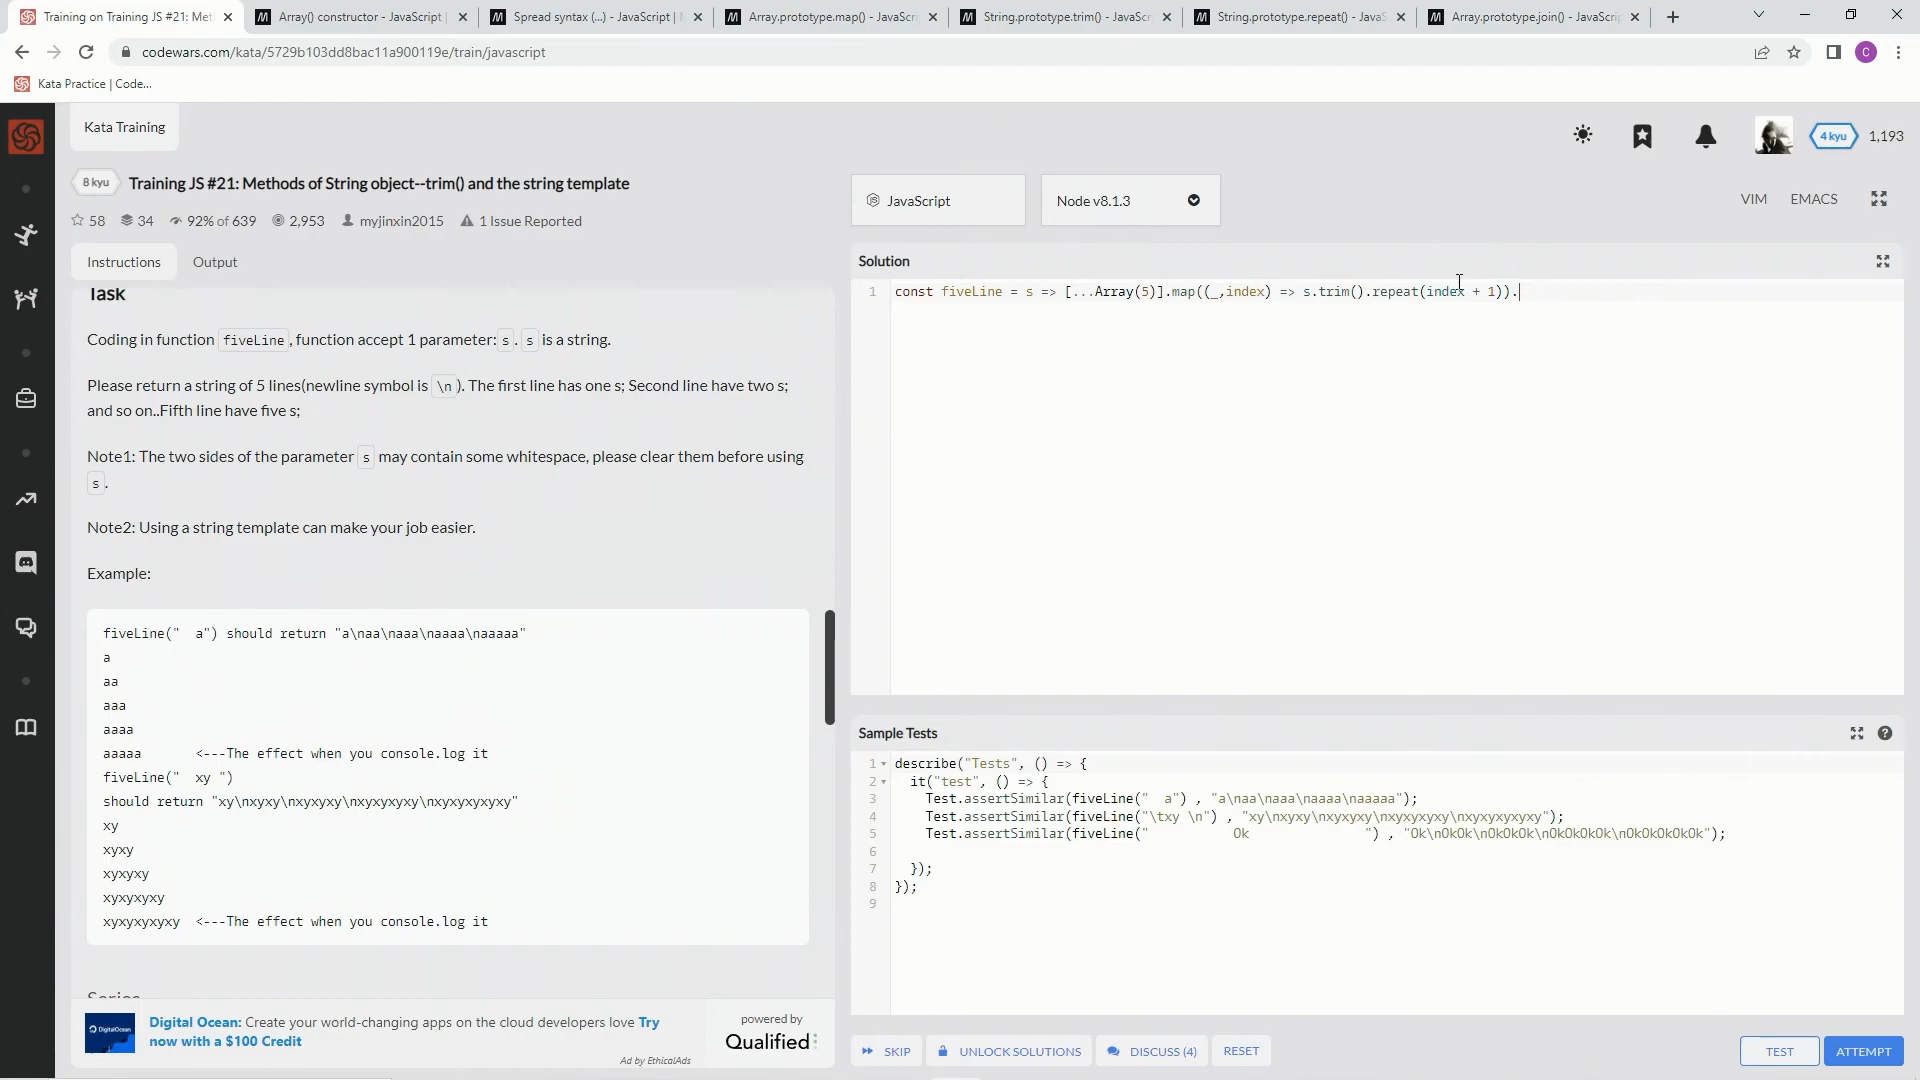 Training on Training JS #21: Met
Array() constructor - JavaScript
Spread syntax (...) - JavaScript |
Array.prototype.map() - JavaScri
String.prototype.trim() - JavaScr
String.prototype.repeat() - JavaS
Array.prototype.join() - JavaScrip
codewars.com/kata/5729b103dd8bac11a900119e/train/javascript
C
Kata Practice | Code...
Kata Training
4 kyu
1,193
8 kyu
Training JS #21: Methods of String object--trim() and the string template
58 34 92% of 639 2,953 myjinxin2015 1 Issue Reported
JavaScript
Node v8.1.3
VIM
EMACS
Instructions
Output
Task
Coding in function fiveLine, function accept 1 parameter: s. s is a string.
Please return a string of 5 lines(newline symbol is \n). The first line has one s; Second line have two s;
and so on..Fifth line have five s;
Note1: The two sides of the parameter s may contain some whitespace, please clear them before using
s.
Note2: Using a string template can make your job easier.
Example:
fiveLine("  a") should return "a\naa\naaa\naaaa\naaaaa"
a
aa
aaa
aaaa
aaaaa       <---The effect when you console.log it
fiveLine("  xy ")
should return "xy\nxyxy\nxyxyxy\nxyxyxyxy\nxyxyxyxyxy"
xy
xyxy
xyxyxy
xyxyxyxy
xyxyxyxyxy  <---The effect when you console.log it
Series
DigitalOcean
Digital Ocean: Create your world-changing apps on the cloud developers love Try
now with a $100 Credit
Ad by EthicalAds
powered by
Qualified
Solution
1 const fiveLine = s => [...Array(5)].map((_,index) => s.trim().repeat(index + 1)).
Sample Tests
1 describe("Tests", () => {
2   it("test", () => {
3     Test.assertSimilar(fiveLine("  a") , "a\naa\naaa\naaaa\naaaaa");
4     Test.assertSimilar(fiveLine("\txy \n") , "xy\nxyxy\nxyxyxy\nxyxyxyxy\nxyxyxyxyxy");
5     Test.assertSimilar(fiveLine("           Ok               ") , "Ok\nOkOk\nOkOkOk\nOkOkOkOk\nOkOkOkOkOk");
6
7   });
8 });
9
SKIP
UNLOCK SOLUTIONS
DISCUSS (4)
RESET
TEST
ATTEMPT